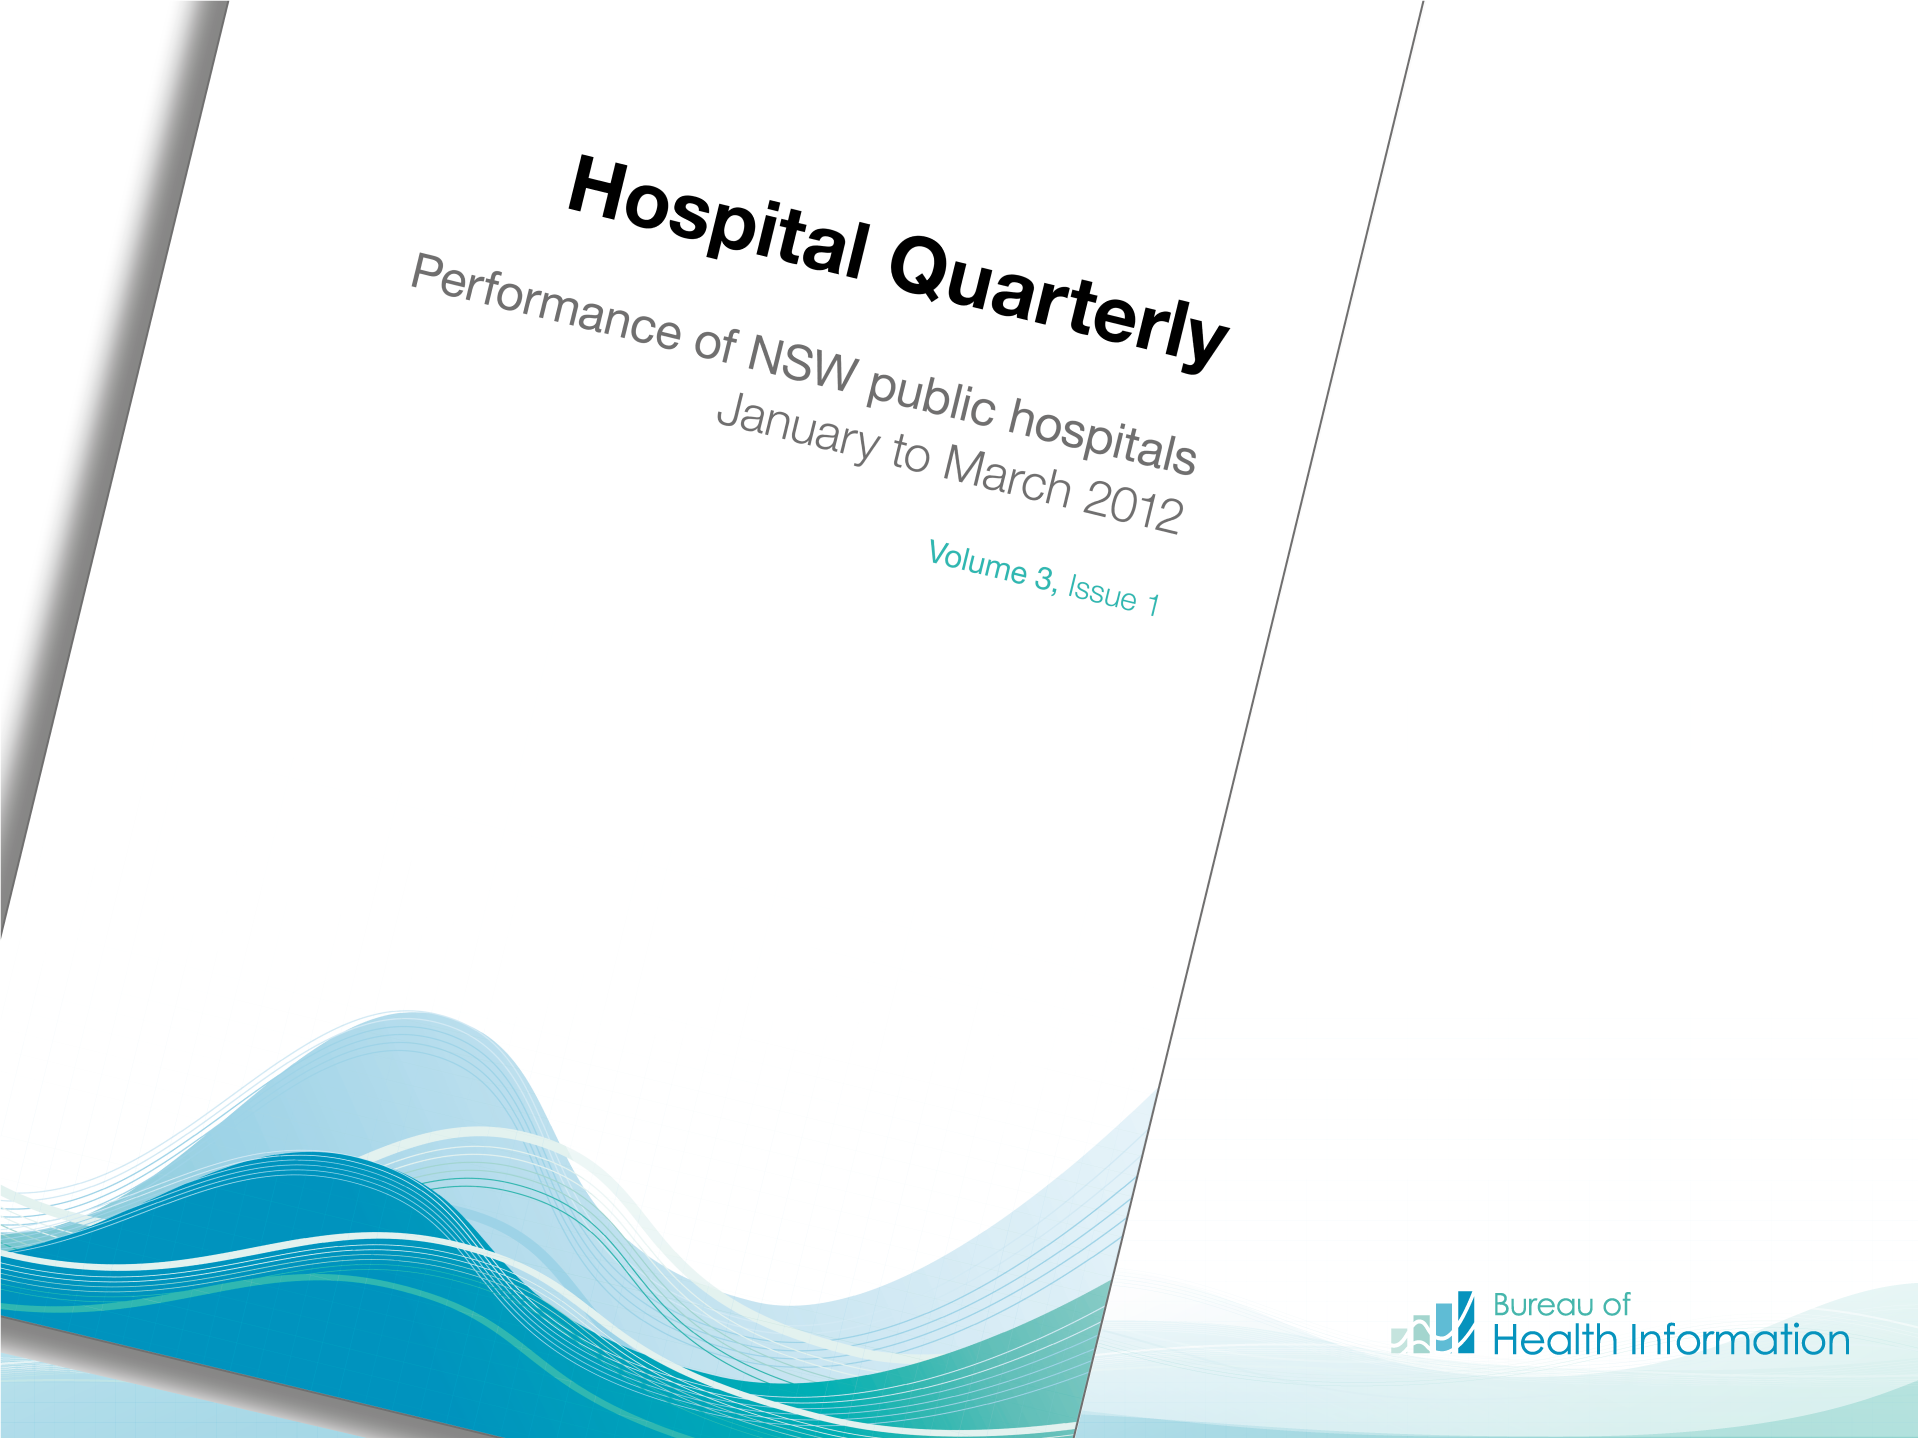 Hospital Quarterly
Performance of NSW public hospitals
January to March 2012
Volume 3, Issue 1
Bureau of
Health Information